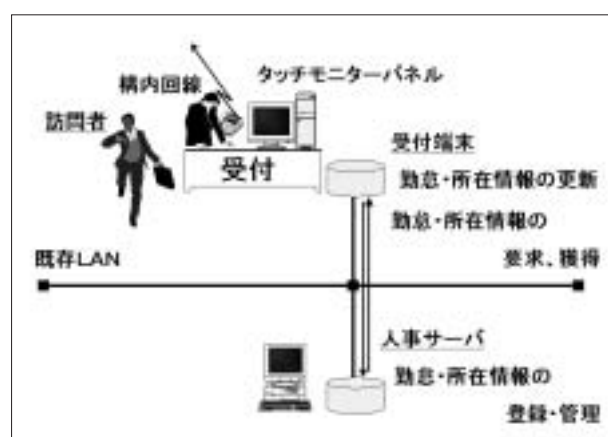 構内回線
タッチモニターパネル
訪問者
受付
受付端末
勤怠・所在情報の更新
勤怠・所在情報の
要求、獲得
既存LAN
人事サーバ
勤怠・所在情報の
登録・管理